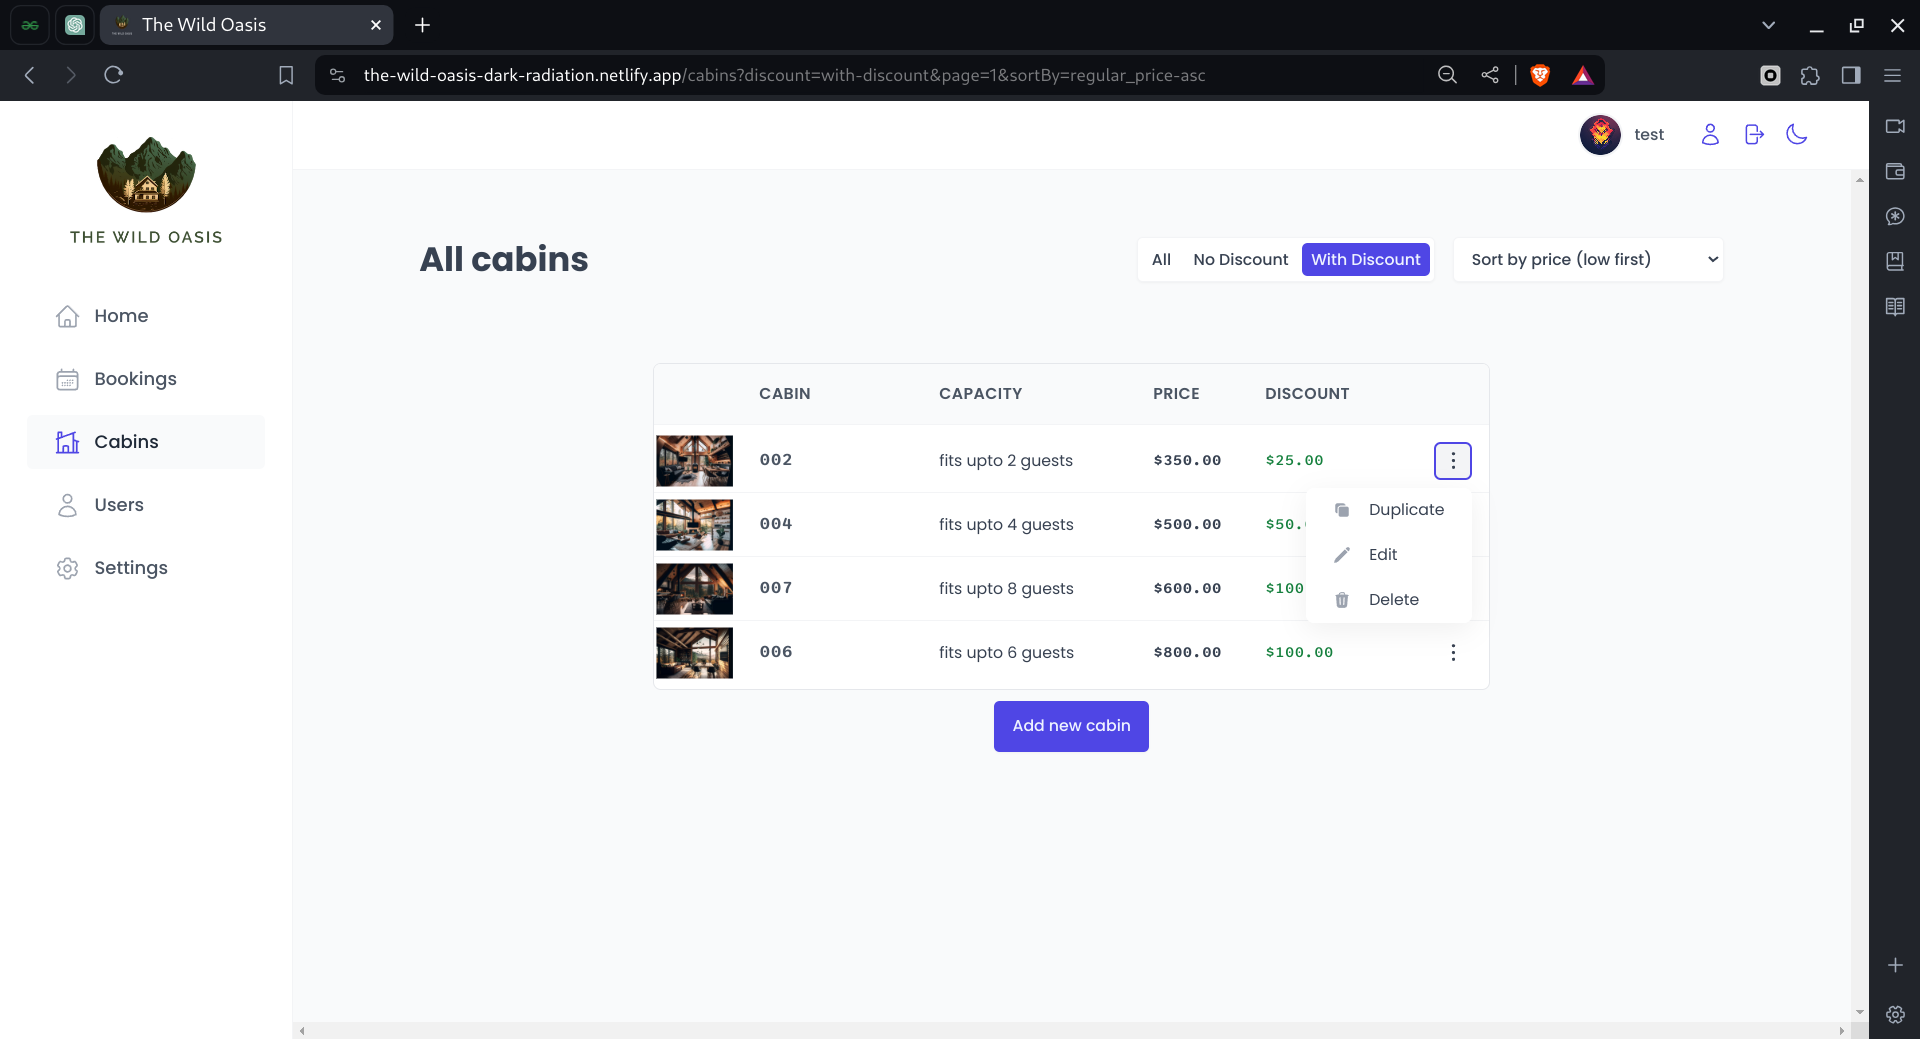 The Wild Oasis
the-wild-oasis-dark-radiation.netlify.app/cabins?discount=with-discount&page=1&sortBy=regular_price-asc
test
THE WILD OASIS
All cabins
All No Discount With Discount Sort by price (low first)
Home
Bookings
Cabins
Users
Settings
CABIN CAPACITY PRICE DISCOUNT
002 fits upto 2 guests $350.00 $25.00
004 fits upto 4 guests $500.00 $50.
007 fits upto 8 guests $600.00 $100
006 fits upto 6 guests $800.00 $100.00
Duplicate
Edit
Delete
Add new cabin